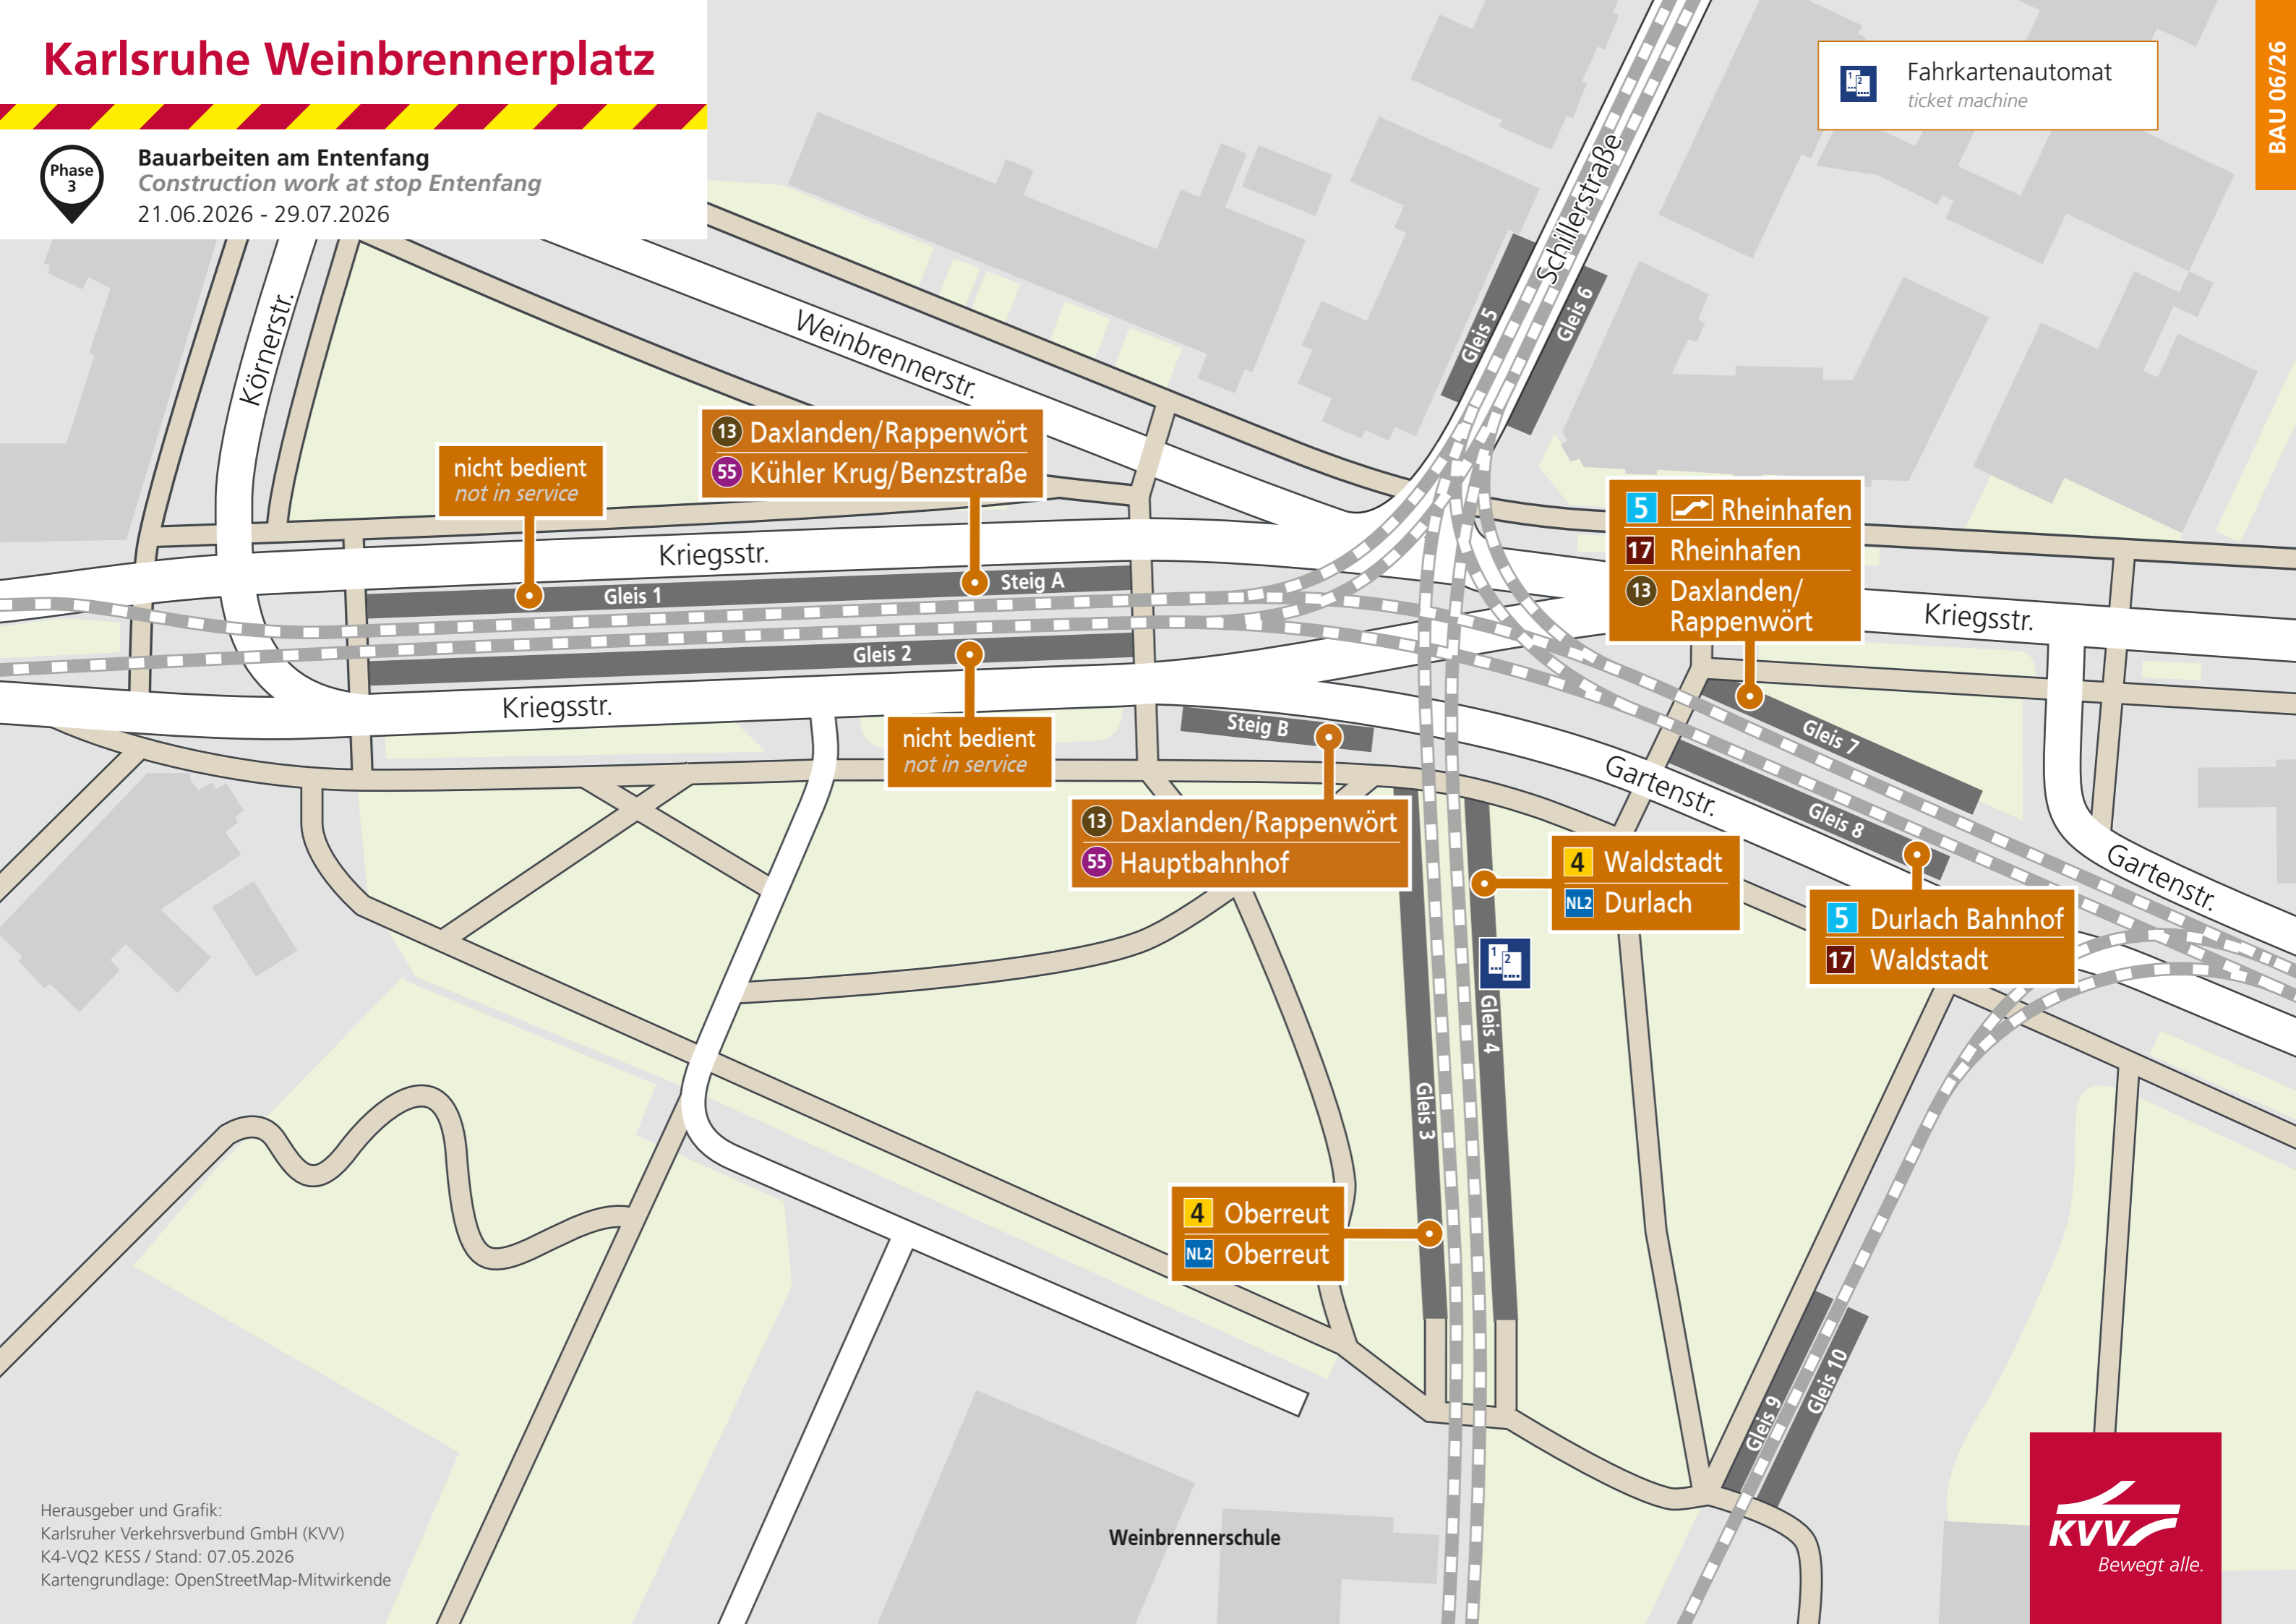 Karlsruhe Weinbrennerplatz
Phase
3
Bauarbeiten am Entenfang
Construction work at stop Entenfang
21.06.2026 - 29.07.2026
1 2
Fahrkartenautomat
ticket machine
BAU 06/26
Schillerstraße
Gleis 5
Gleis 6
Körnerstr.
Weinbrennerstr.
nicht bedient
not in service
13 Daxlanden/Rappenwört
55 Kühler Krug/Benzstraße
Kriegsstr.
Steig A
Gleis 1
Gleis 2
Kriegsstr.
nicht bedient
not in service
5 Rheinhafen
17 Rheinhafen
13 Daxlanden/
Rappenwört
Kriegsstr.
Gleis 7
Gleis 8
Gartenstr.
Gartenstr.
Steig B
13 Daxlanden/Rappenwört
55 Hauptbahnhof
4 Waldstadt
NL2 Durlach
5 Durlach Bahnhof
17 Waldstadt
1 2
Gleis 4
Gleis 3
4 Oberreut
NL2 Oberreut
Gleis 9
Gleis 10
Weinbrennerschule
Herausgeber und Grafik:
Karlsruher Verkehrsverbund GmbH (KVV)
K4-VQ2 KESS / Stand: 07.05.2026
Kartengrundlage: OpenStreetMap-Mitwirkende
KVV
Bewegt alle.